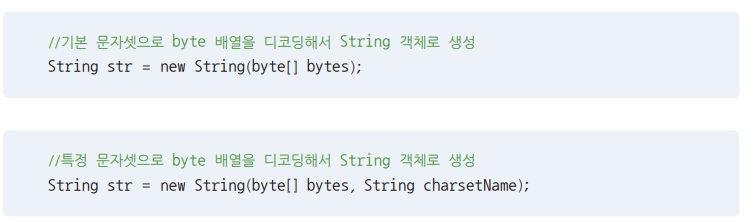 //기본 문자셋으로 byte 배열을 디코딩해서 String 객체로 생성
String str = new String(byte[] bytes);
//특정 문자셋으로 byte 배열을 디코딩해서 String 객체로 생성
String str = new String(byte[] bytes, String charsetName);